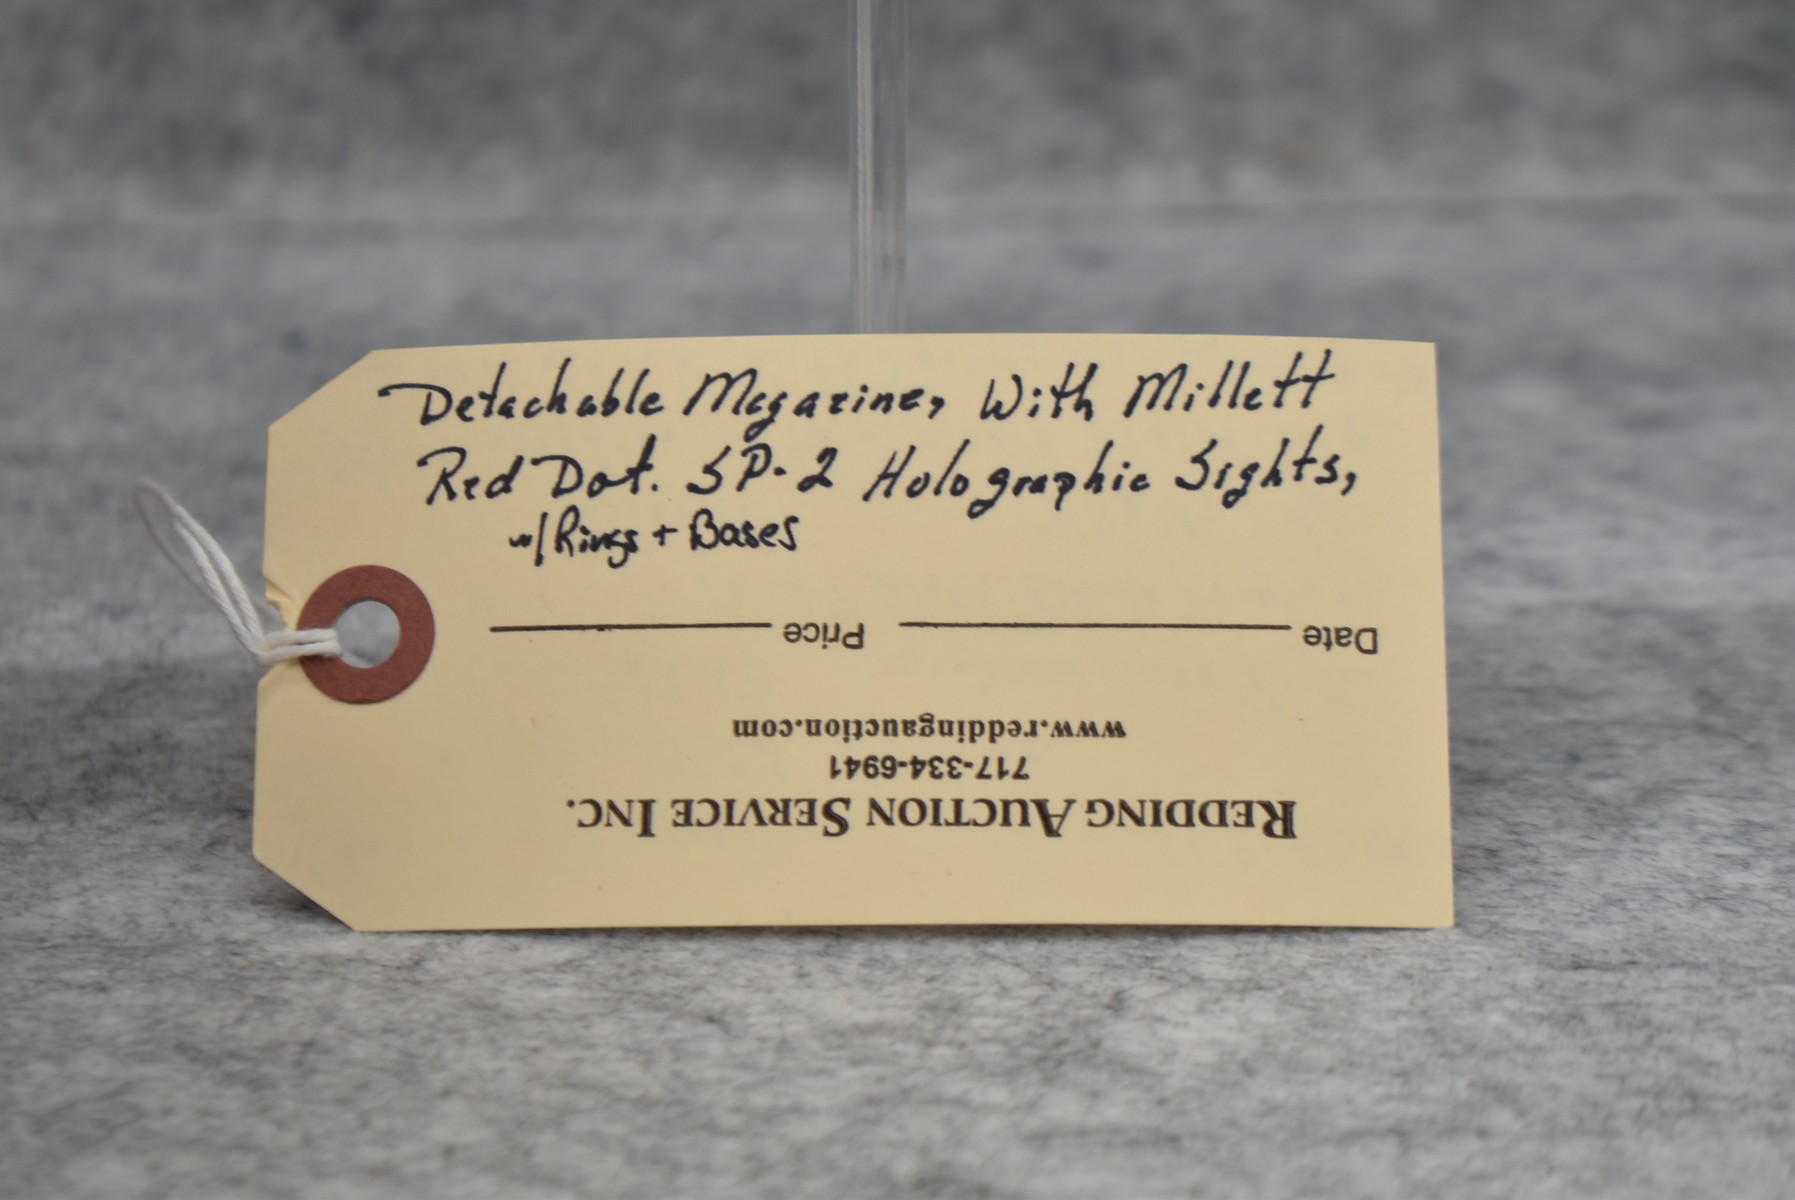 Detachable Magazine, With Millett
Red Dot. SP-2 Holographic Sights,
w/Rings + Bases
REDDING AUCTION SERVICE INC.
717-334-6941
www.reddingauction.com
Date Price